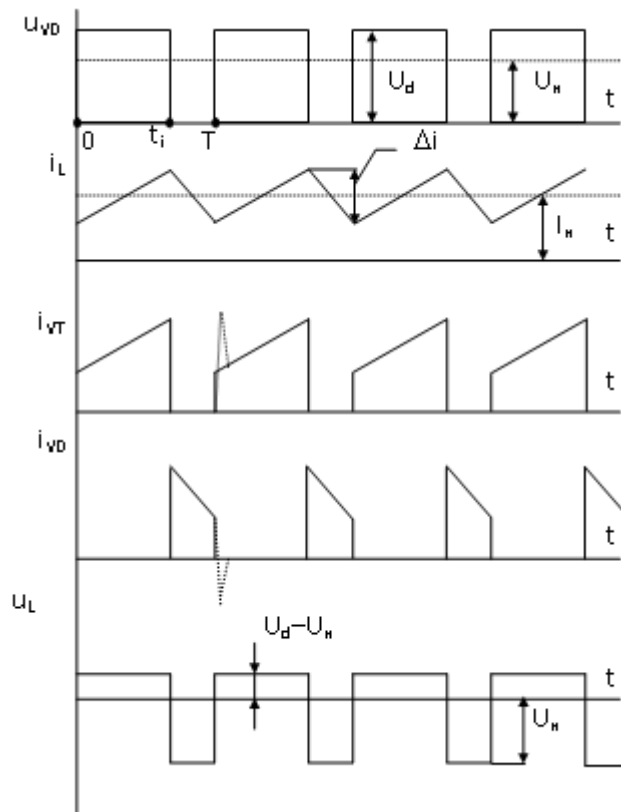 u_VD
U_d
U_н
t
0
t_i
T
i_L
Δi
I_н
t
i_VT
t
i_VD
t
u_L
U_d–U_н
t
U_н